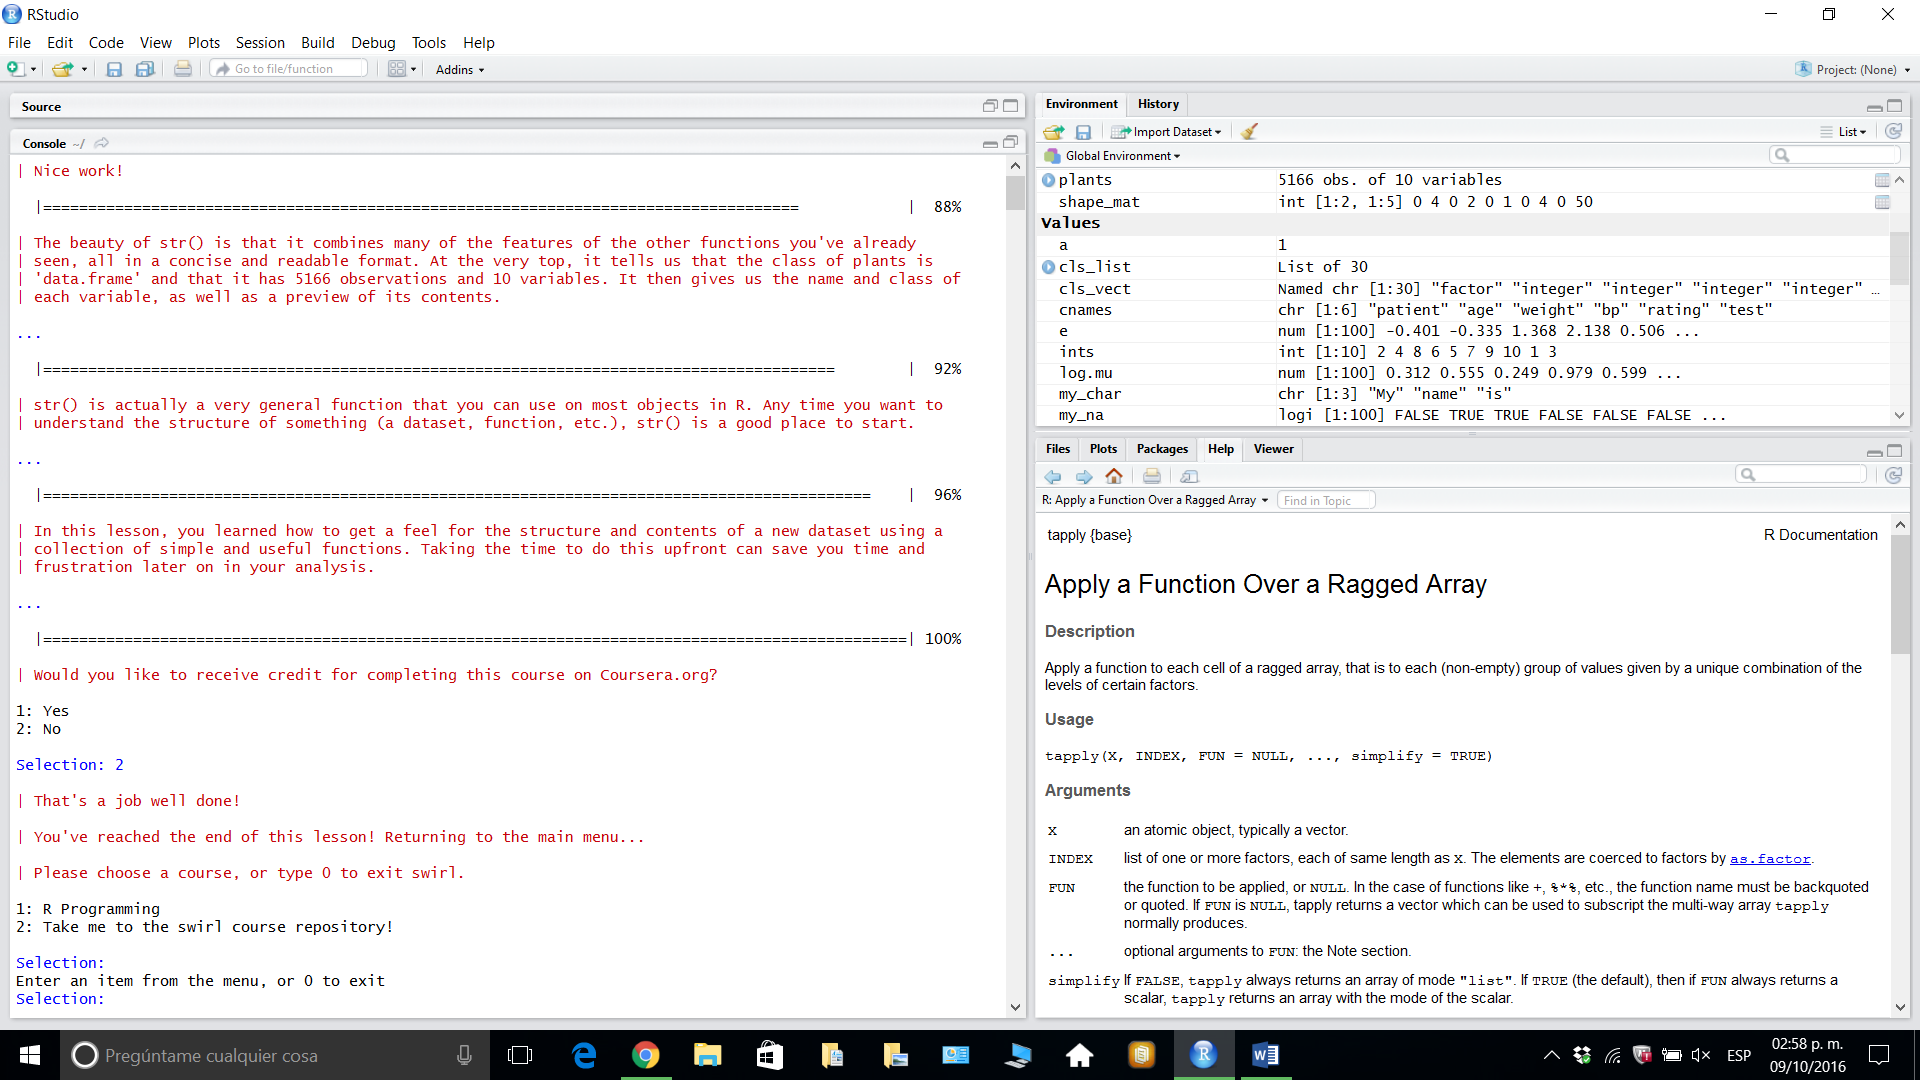 RStudio
File Edit Code View Plots Session Build Debug Tools Help
Go to file/function Addins Project: (None)
Source
Console ~/
| Nice work!
|==================================================================================== | 88%
| The beauty of str() is that it combines many of the features of the other functions you've already
| seen, all in a concise and readable format. At the very top, it tells us that the class of plants is
| 'data.frame' and that it has 5166 observations and 10 variables. It then gives us the name and class of
| each variable, as well as a preview of its contents.
...
|======================================================================================== | 92%
| str() is actually a very general function that you can use on most objects in R. Any time you want to
| understand the structure of something (a dataset, function, etc.), str() is a good place to start.
...
|============================================================================================ | 96%
| In this lesson, you learned how to get a feel for the structure and contents of a new dataset using a
| collection of simple and useful functions. Taking the time to do this upfront can save you time and
| frustration later on in your analysis.
...
|================================================================================================| 100%
| Would you like to receive credit for completing this course on Coursera.org?
1: Yes
2: No
Selection: 2
| That's a job well done!
| You've reached the end of this lesson! Returning to the main menu...
| Please choose a course, or type 0 to exit swirl.
1: R Programming
2: Take me to the swirl course repository!
Selection:
Enter an item from the menu, or 0 to exit
Selection:
Environment History
Import Dataset List
Global Environment
plants 5166 obs. of 10 variables
shape_mat int [1:2, 1:5] 0 4 0 2 0 1 0 4 0 50
Values
a 1
cls_list List of 30
cls_vect Named chr [1:30] "factor" "integer" "integer" "integer" "integer" …
cnames chr [1:6] "patient" "age" "weight" "bp" "rating" "test"
e num [1:100] -0.401 -0.335 1.368 2.138 0.506 ...
ints int [1:10] 2 4 8 6 5 7 9 10 1 3
log.mu num [1:100] 0.312 0.555 0.249 0.979 0.599 ...
my_char chr [1:3] "My" "name" "is"
my_na logi [1:100] FALSE TRUE TRUE FALSE FALSE FALSE ...
Files Plots Packages Help Viewer
R: Apply a Function Over a Ragged Array Find in Topic
tapply {base} R Documentation
Apply a Function Over a Ragged Array
Description
Apply a function to each cell of a ragged array, that is to each (non-empty) group of values given by a unique combination of the
levels of certain factors.
Usage
tapply(X, INDEX, FUN = NULL, ..., simplify = TRUE)
Arguments
X an atomic object, typically a vector.
INDEX list of one or more factors, each of same length as X. The elements are coerced to factors by as.factor.
FUN the function to be applied, or NULL. In the case of functions like +, %*%, etc., the function name must be backquoted
or quoted. If FUN is NULL, tapply returns a vector which can be used to subscript the multi-way array tapply
normally produces.
... optional arguments to FUN: the Note section.
simplify If FALSE, tapply always returns an array of mode "list". If TRUE (the default), then if FUN always returns a
scalar, tapply returns an array with the mode of the scalar.
Pregúntame cualquier cosa
ESP
02:58 p. m.
09/10/2016